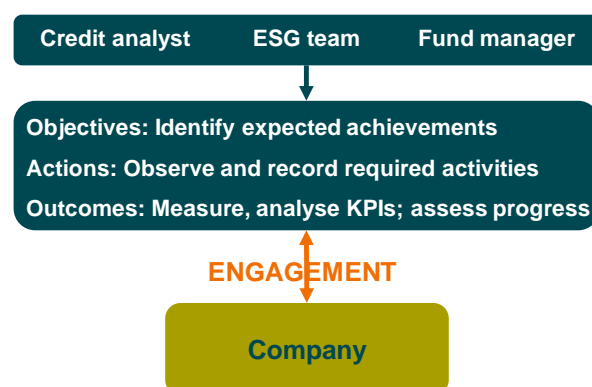 Credit analyst ESG team Fund manager
Objectives: Identify expected achievements
Actions: Observe and record required activities
Outcomes: Measure, analyse KPIs; assess progress
ENGAGEMENT
Company